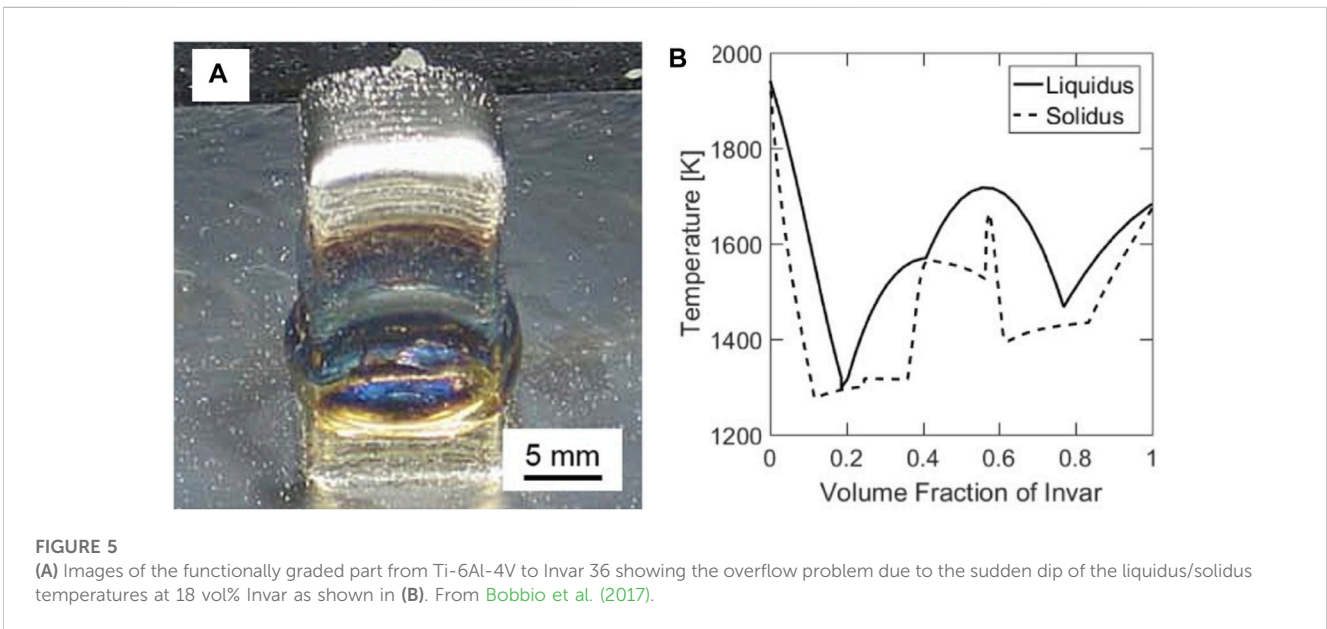 A
5 mm
B
2000
1800
1600
1400
1200
Temperature [K]
Liquidus
Solidus
0
0.2
0.4
0.6
0.8
1
Volume Fraction of Invar
FIGURE 5
(A) Images of the functionally graded part from Ti-6Al-4V to Invar 36 showing the overflow problem due to the sudden dip of the liquidus/solidus
temperatures at 18 vol% Invar as shown in (B). From Bobbio et al. (2017).